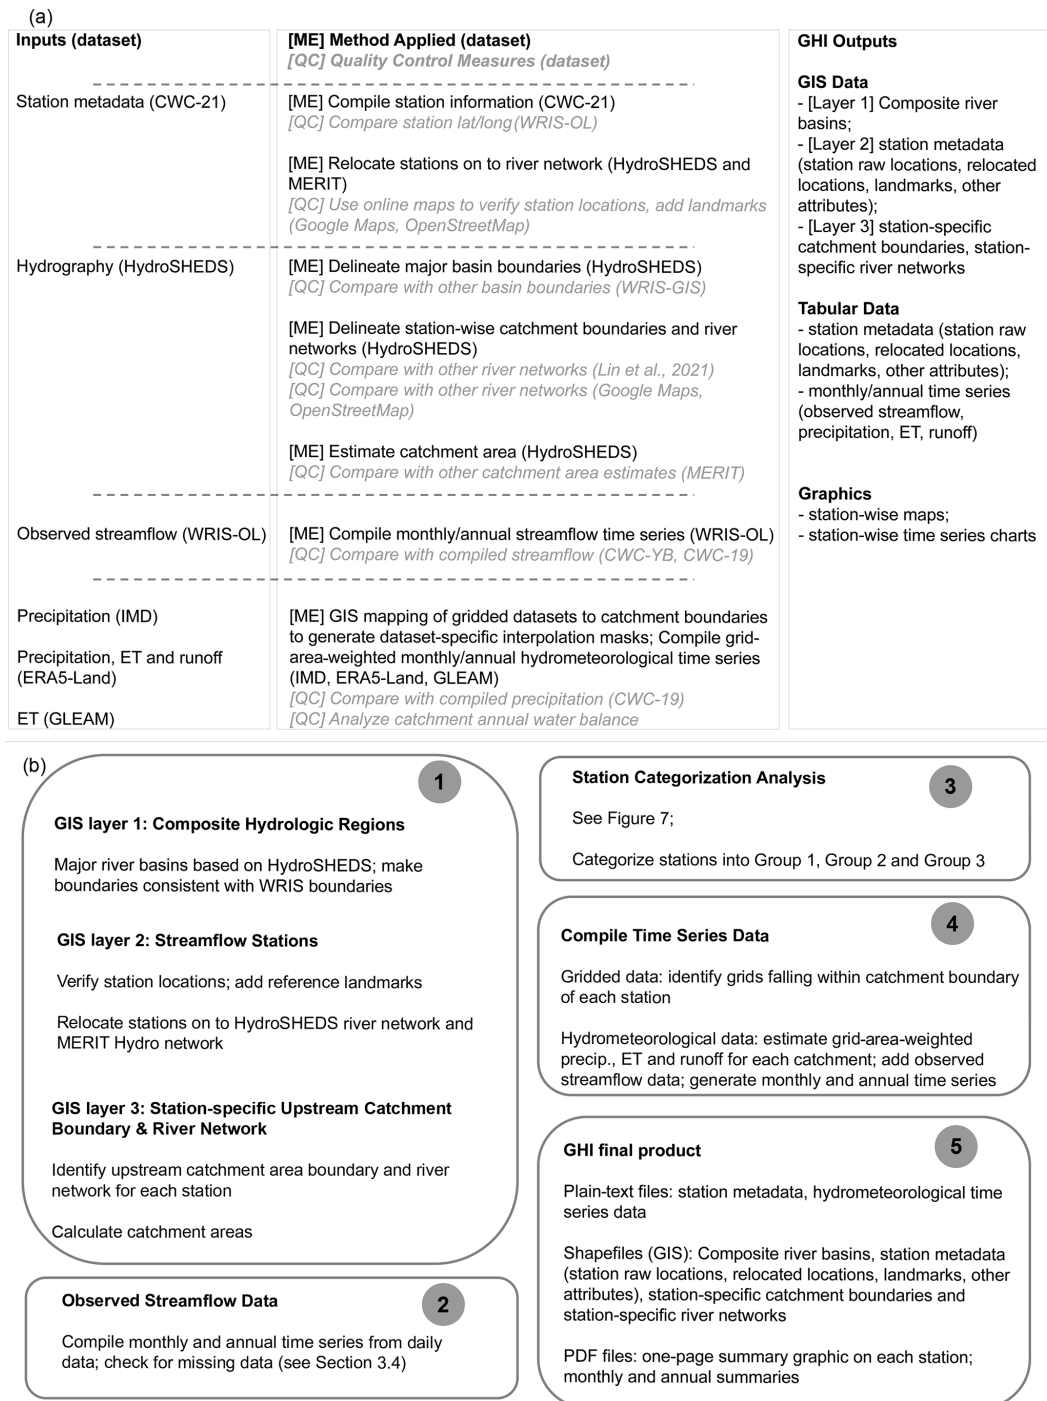 (a)
Inputs (dataset)
[ME] Method Applied (dataset)
[QC] Quality Control Measures (dataset)
Station metadata (CWC-21)
[ME] Compile station information (CWC-21)
[QC] Compare station lat/long(WRIS-OL)
[ME] Relocate stations on to river network (HydroSHEDS and
MERIT)
[QC] Use online maps to verify station locations, add landmarks
(Google Maps, OpenStreetMap)
Hydrography (HydroSHEDS)
[ME] Delineate major basin boundaries (HydroSHEDS)
[QC] Compare with other basin boundaries (WRIS-GIS)
[ME] Delineate station-wise catchment boundaries and river
networks (HydroSHEDS)
[QC] Compare with other river networks (Lin et al., 2021)
[QC] Compare with other river networks (Google Maps,
OpenStreetMap)
[ME] Estimate catchment area (HydroSHEDS)
[QC] Compare with other catchment area estimates (MERIT)
Observed streamflow (WRIS-OL)
[ME] Compile monthly/annual streamflow time series (WRIS-OL)
[QC] Compare with compiled streamflow (CWC-YB, CWC-19)
Precipitation (IMD)
Precipitation, ET and runoff
(ERA5-Land)
ET (GLEAM)
[ME] GIS mapping of gridded datasets to catchment boundaries
to generate dataset-specific interpolation masks; Compile grid-
area-weighted monthly/annual hydrometeorological time series
(IMD, ERA5-Land, GLEAM)
[QC] Compare with compiled precipitation (CWC-19)
[QC] Analyze catchment annual water balance
GHI Outputs
GIS Data
- [Layer 1] Composite river
basins;
- [Layer 2] station metadata
(station raw locations, relocated
locations, landmarks, other
attributes);
- [Layer 3] station-specific
catchment boundaries, station-
specific river networks
Tabular Data
- station metadata (station raw
locations, relocated locations,
landmarks, other attributes);
- monthly/annual time series
(observed streamflow,
precipitation, ET, runoff)
Graphics
- station-wise maps;
- station-wise time series charts
(b)
1
GIS layer 1: Composite Hydrologic Regions
Major river basins based on HydroSHEDS; make
boundaries consistent with WRIS boundaries
GIS layer 2: Streamflow Stations
Verify station locations; add reference landmarks
Relocate stations on to HydroSHEDS river network and
MERIT Hydro network
GIS layer 3: Station-specific Upstream Catchment
Boundary & River Network
Identify upstream catchment area boundary and river
network for each station
Calculate catchment areas
2
Observed Streamflow Data
Compile monthly and annual time series from daily
data; check for missing data (see Section 3.4)
3
Station Categorization Analysis
See Figure 7;
Categorize stations into Group 1, Group 2 and Group 3
4
Compile Time Series Data
Gridded data: identify grids falling within catchment boundary
of each station
Hydrometeorological data: estimate grid-area-weighted
precip., ET and runoff for each catchment; add observed
streamflow data; generate monthly and annual time series
5
GHI final product
Plain-text files: station metadata, hydrometeorological time
series data
Shapefiles (GIS): Composite river basins, station metadata
(station raw locations, relocated locations, landmarks, other
attributes), station-specific catchment boundaries and
station-specific river networks
PDF files: one-page summary graphic on each station;
monthly and annual summaries